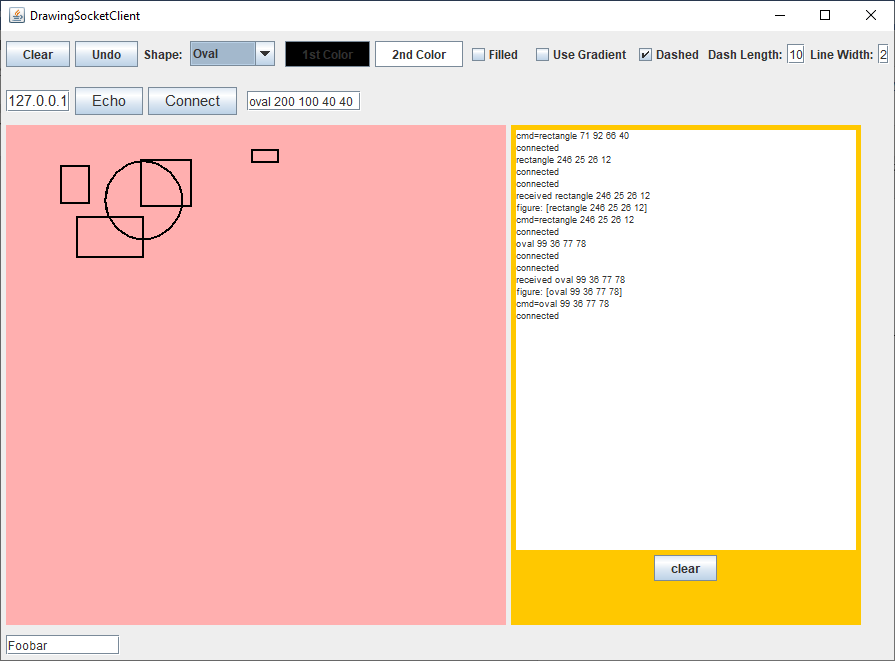 DrawingSocketClient
Clear Undo Shape: Oval 1st Color 2nd Color Filled Use Gradient Dashed Dash Length: 10 Line Width: 2
127.0.0.1 Echo Connect oval 200 100 40 40
cmd=rectangle 71 92 66 40
connected
rectangle 246 25 26 12
connected
connected
received rectangle 246 25 26 12
figure: [rectangle 246 25 26 12]
cmd=rectangle 246 25 26 12
connected
oval 99 36 77 78
connected
connected
received oval 99 36 77 78
figure: [oval 99 36 77 78]
cmd=oval 99 36 77 78
connected
clear
Foobar